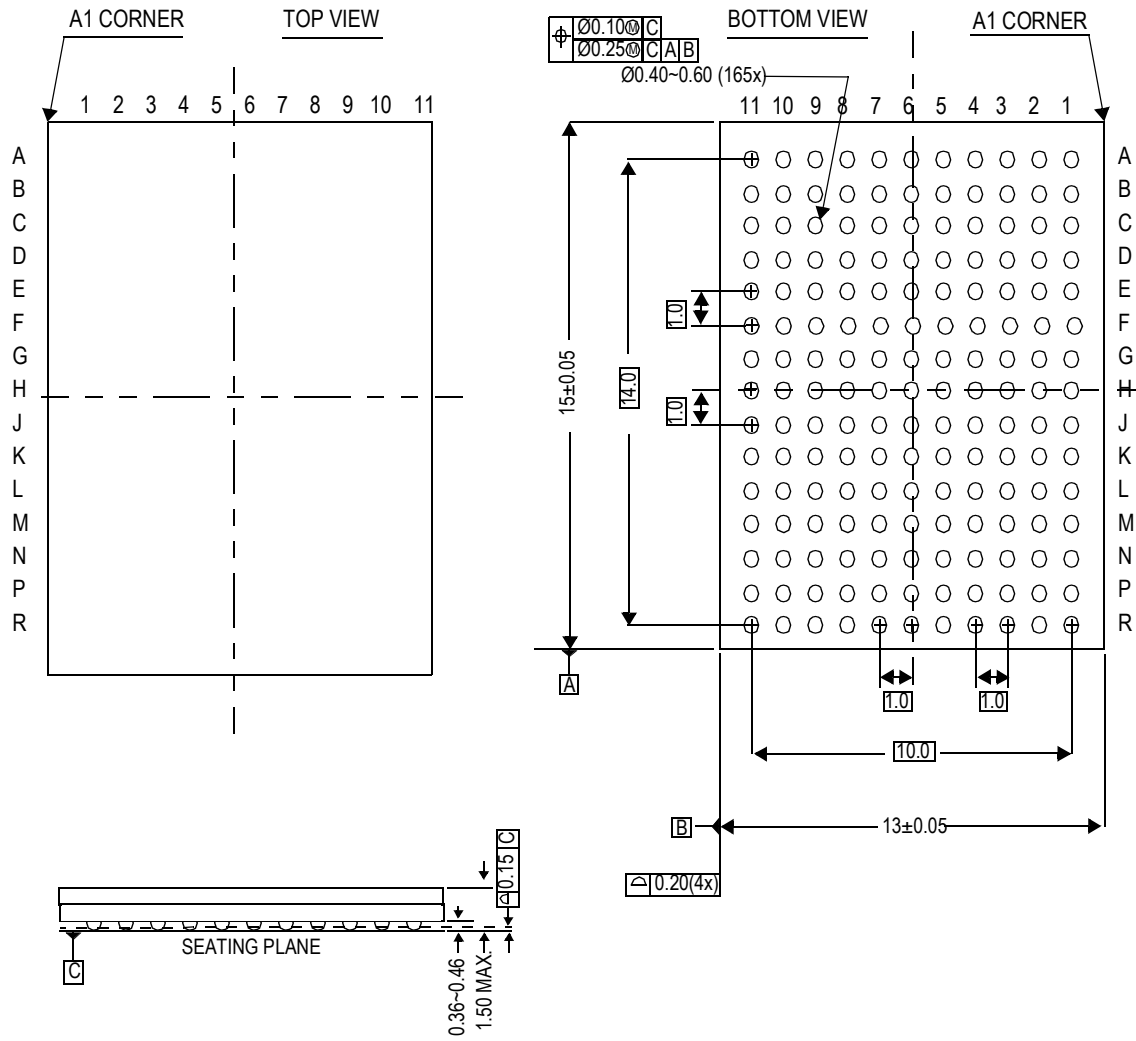 A1 CORNER TOP VIEW
1 2 3 4 5 6 7 8 9 10 11
A
B
C
D
E
F
G
H
J
K
L
M
N
P
R
Ø0.10Ⓜ C
Ø0.25Ⓜ C A B
Ø0.40~0.60 (165x)
BOTTOM VIEW A1 CORNER
11 10 9 8 7 6 5 4 3 2 1
A
B
C
D
E
F
G
H
J
K
L
M
N
P
R
1.0
1.0
14.0
15±0.05
A
1.0 1.0
10.0
B 13±0.05
0.20(4x)
0.15 C
SEATING PLANE
C
0.36~0.46
1.50 MAX.